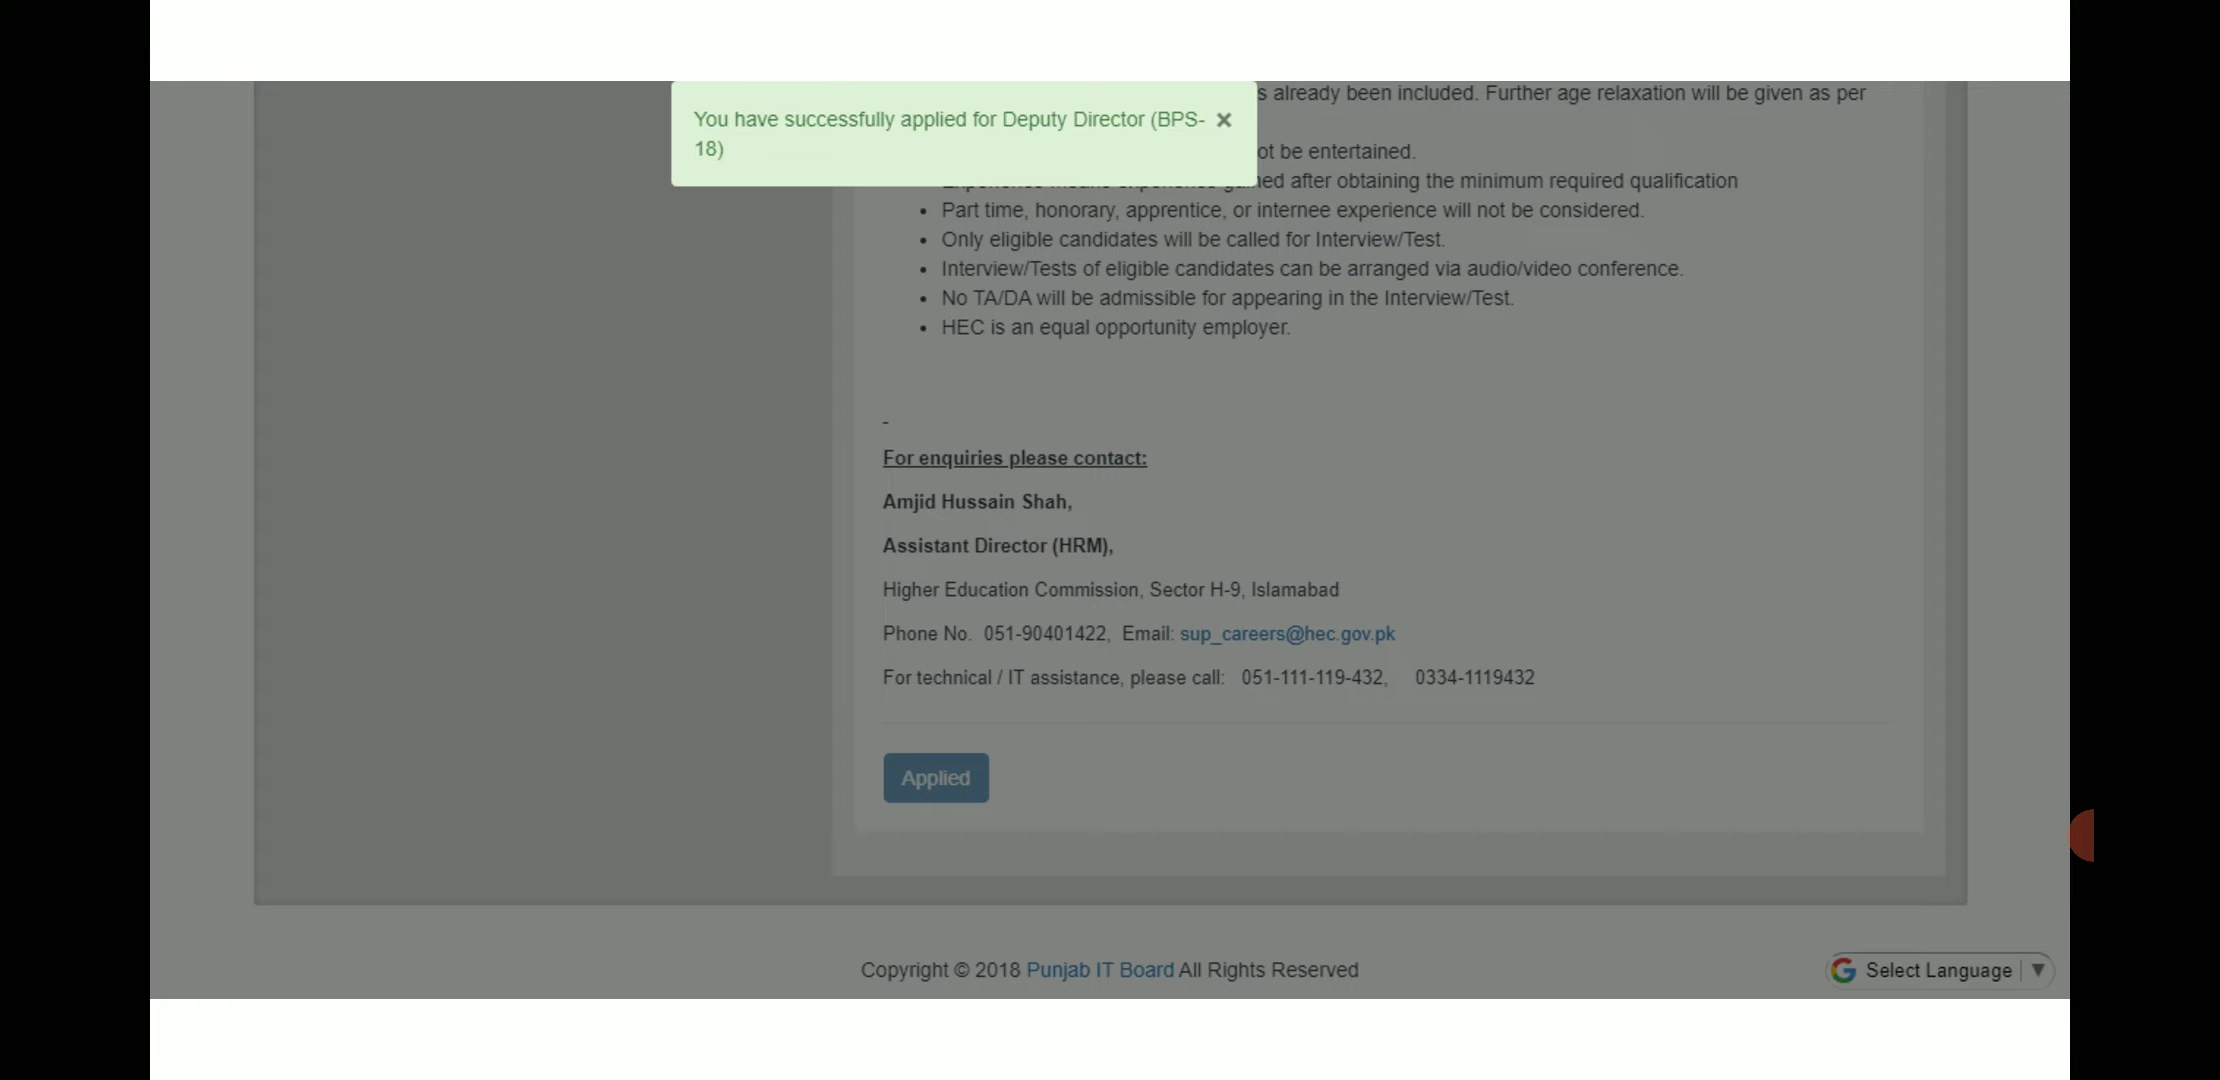 You have successfully applied for Deputy Director (BPS-
18)
s already been included. Further age relaxation will be given as per
ot be entertained.
after obtaining the minimum required qualification
• Part time, honorary, apprentice, or internee experience will not be considered.
• Only eligible candidates will be called for Interview/Test.
• Interview/Tests of eligible candidates can be arranged via audio/video conference.
• No TA/DA will be admissible for appearing in the Interview/Test.
• HEC is an equal opportunity employer.
-
For enquiries please contact:
Amjid Hussain Shah,
Assistant Director (HRM),
Higher Education Commission, Sector H-9, Islamabad
Phone No. 051-90401422, Email: sup_careers@hec.gov.pk
For technical / IT assistance, please call: 051-111-119-432, 0334-1119432
Applied
Copyright © 2018 Punjab IT Board All Rights Reserved
Select Language ▼